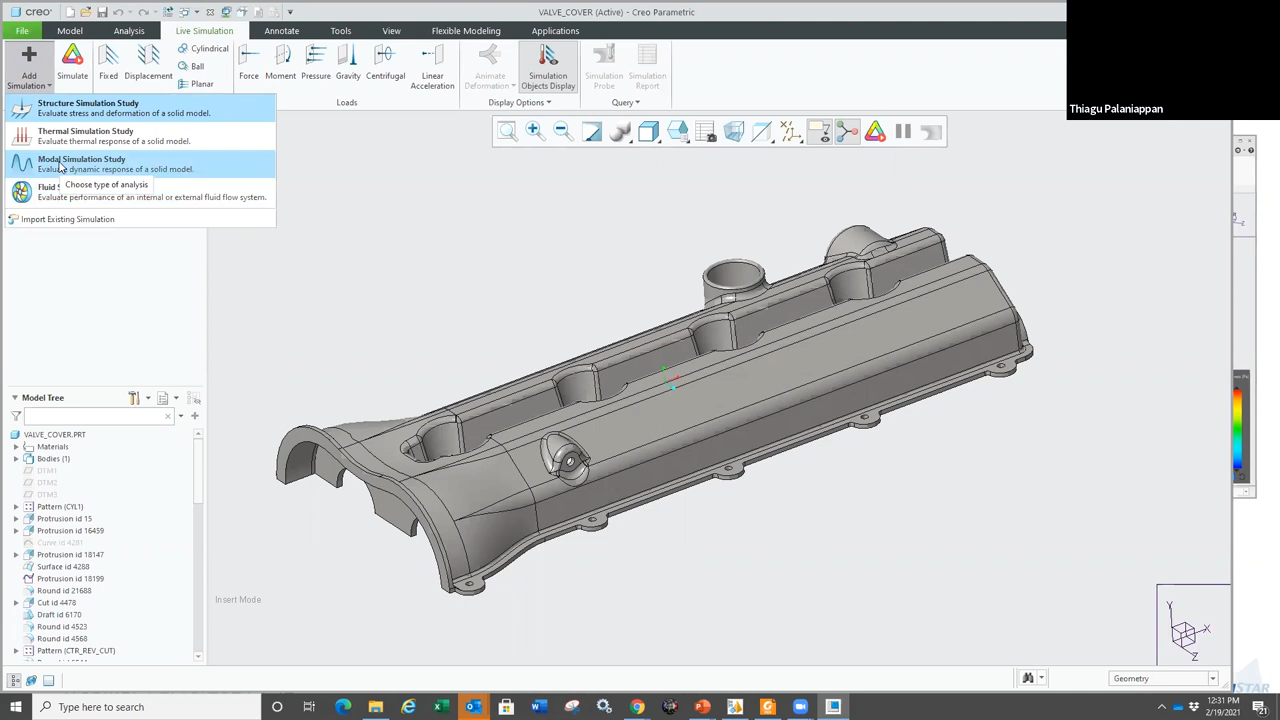 creo
VALVE_COVER (Active) - Creo Parametric
File
Model
Analysis
Live Simulation
Annotate
Tools
View
Flexible Modeling
Applications
Add Simulation
Simulate
Fixed
Displacement
Cylindrical
Ball
Planar
Force
Moment
Pressure
Gravity
Centrifugal
Linear Acceleration
Animate Deformation
Simulation Objects Display
Simulation Probe
Simulation Report
Loads
Display Options
Query
Structure Simulation Study
Evaluate stress and deformation of a solid model.
Thermal Simulation Study
Evaluate thermal response of a solid model.
Modal Simulation Study
Evaluate dynamic response of a solid model.
Choose type of analysis
Fluid S
Evaluate performance of an internal or external fluid flow system.
Import Existing Simulation
Thiagu Palaniappan
Model Tree
VALVE_COVER.PRT
Materials
Bodies (1)
DTM1
DTM2
DTM3
Pattern (CYL1)
Protrusion id 15
Protrusion id 16459
Curve id 4281
Protrusion id 18147
Surface id 4288
Protrusion id 18199
Round id 21688
Cut id 4478
Draft id 6170
Round id 4523
Round id 4568
Pattern (CTR_REV_CUT)
Insert Mode
Y
X
Z
Geometry
Type here to search
12:31 PM
2/19/2021
21